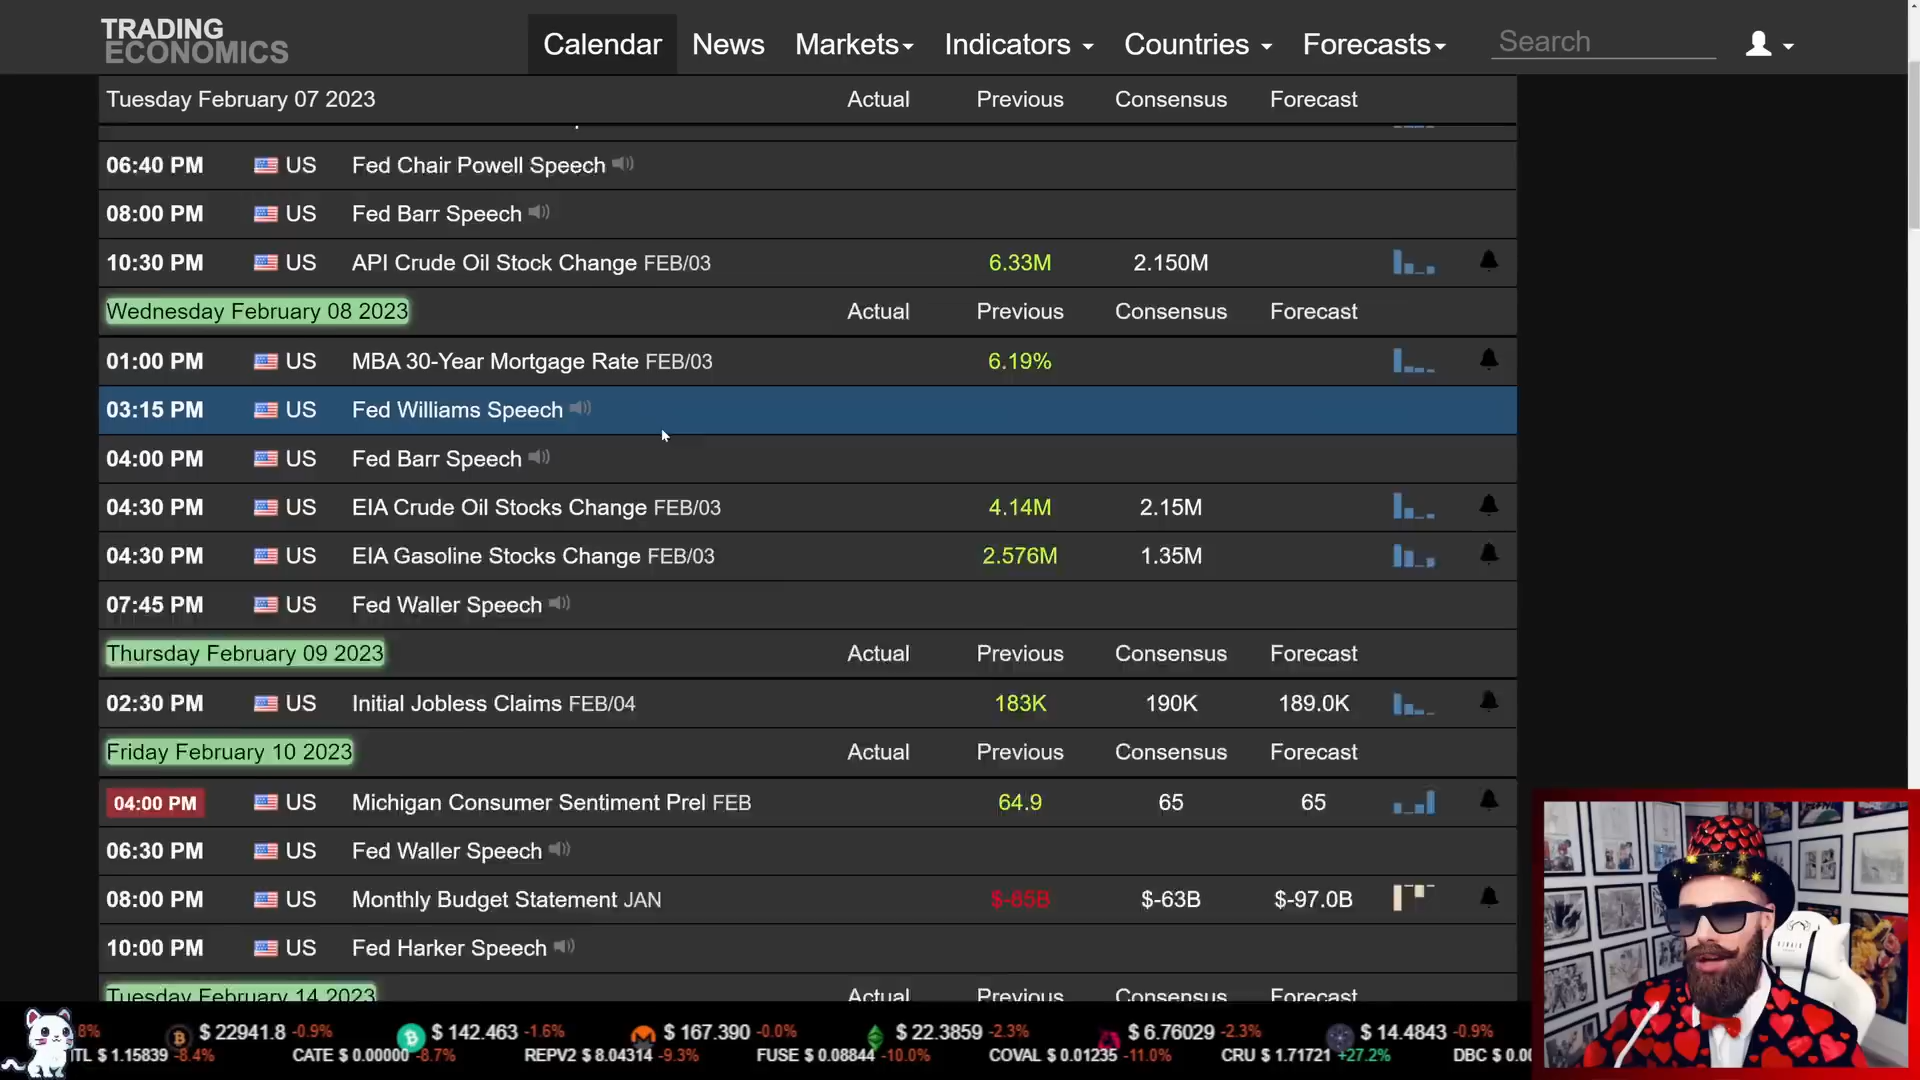 TRADING
ECONOMICS
Calendar News Markets Indicators Countries Forecasts Search
Tuesday February 07 2023 Actual Previous Consensus Forecast
06:40 PM US Fed Chair Powell Speech
08:00 PM US Fed Barr Speech
10:30 PM US API Crude Oil Stock Change FEB/03 6.33M 2.150M
Wednesday February 08 2023 Actual Previous Consensus Forecast
01:00 PM US MBA 30-Year Mortgage Rate FEB/03 6.19%
03:15 PM US Fed Williams Speech
04:00 PM US Fed Barr Speech
04:30 PM US EIA Crude Oil Stocks Change FEB/03 4.14M 2.15M
04:30 PM US EIA Gasoline Stocks Change FEB/03 2.576M 1.35M
07:45 PM US Fed Waller Speech
Thursday February 09 2023 Actual Previous Consensus Forecast
02:30 PM US Initial Jobless Claims FEB/04 183K 190K 189.0K
Friday February 10 2023 Actual Previous Consensus Forecast
04:00 PM US Michigan Consumer Sentiment Prel FEB 64.9 65 65
06:30 PM US Fed Waller Speech
08:00 PM US Monthly Budget Statement JAN $-85B $-63B $-97.0B
10:00 PM US Fed Harker Speech
Tuesday February 14 2023 Actual Previous Consensus Forecast
8% $ 22941.8 -0.9% $ 142.463 -1.6% $ 167.390 -0.0% $ 22.3859 -2.3% $ 6.76029 -2.3% $ 14.4843 -0.9%
TL $ 1.15839 -8.4% CATE $ 0.00000 -8.7% REPV2 $ 8.04314 -9.3% FUSE $ 0.08844 -10.0% COVAL $ 0.01235 -11.0% CRU $ 1.71721 +27.2% DBC $ 0.00